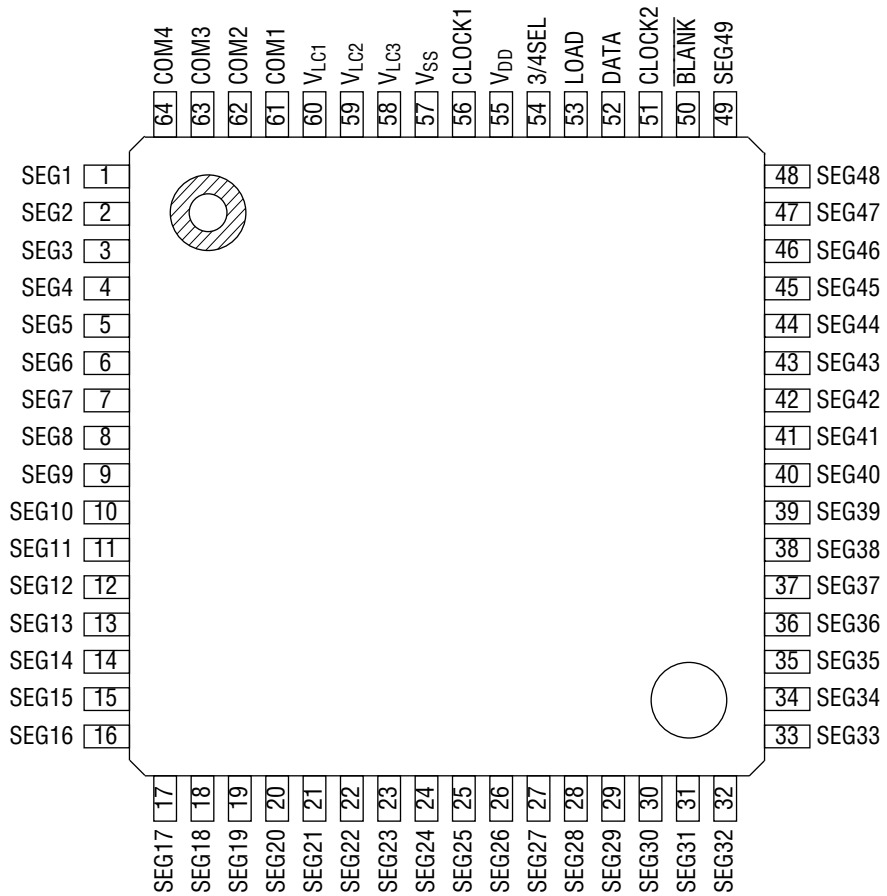 COM4 COM3 COM2 COM1 VLC1 VLC2 VLC3 VSS CLOCK1 VDD 3/4SEL LOAD DATA CLOCK2 BLANK SEG49
64 63 62 61 60 59 58 57 56 55 54 53 52 51 50 49
SEG1 1 48 SEG48
SEG2 2 47 SEG47
SEG3 3 46 SEG46
SEG4 4 45 SEG45
SEG5 5 44 SEG44
SEG6 6 43 SEG43
SEG7 7 42 SEG42
SEG8 8 41 SEG41
SEG9 9 40 SEG40
SEG10 10 39 SEG39
SEG11 11 38 SEG38
SEG12 12 37 SEG37
SEG13 13 36 SEG36
SEG14 14 35 SEG35
SEG15 15 34 SEG34
SEG16 16 33 SEG33
17 18 19 20 21 22 23 24 25 26 27 28 29 30 31 32
SEG17 SEG18 SEG19 SEG20 SEG21 SEG22 SEG23 SEG24 SEG25 SEG26 SEG27 SEG28 SEG29 SEG30 SEG31 SEG32